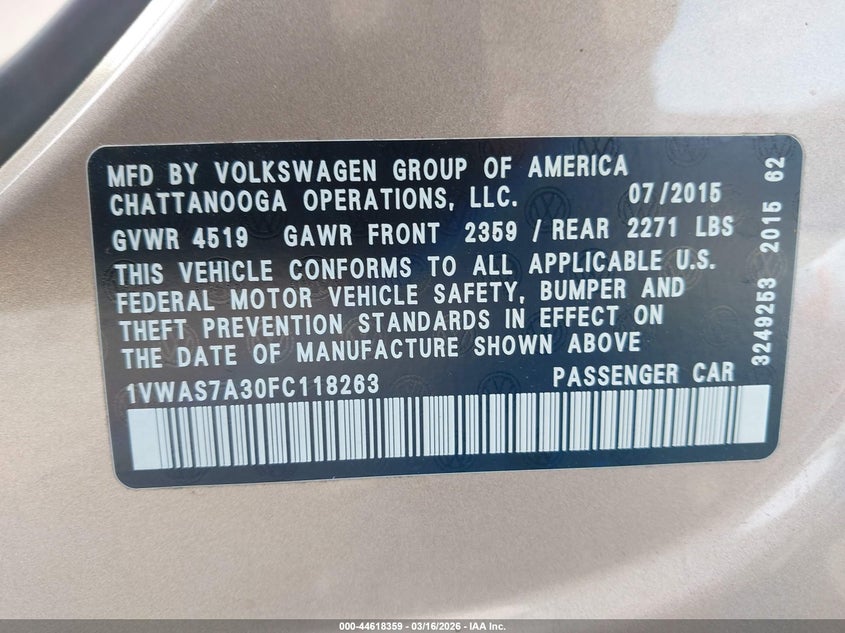 MFD BY VOLKSWAGEN GROUP OF AMERICA
CHATTANOOGA OPERATIONS, LLC. 07/2015
GVWR 4519 GAWR FRONT 2359 / REAR 2271 LBS
THIS VEHICLE CONFORMS TO ALL APPLICABLE U.S.
FEDERAL MOTOR VEHICLE SAFETY, BUMPER AND
THEFT PREVENTION STANDARDS IN EFFECT ON
THE DATE OF MANUFACTURE SHOWN ABOVE
1VWAS7A30FC118263 PASSENGER CAR
3249253 2015 62
000-44618359 - 03/16/2026 - IAA Inc.